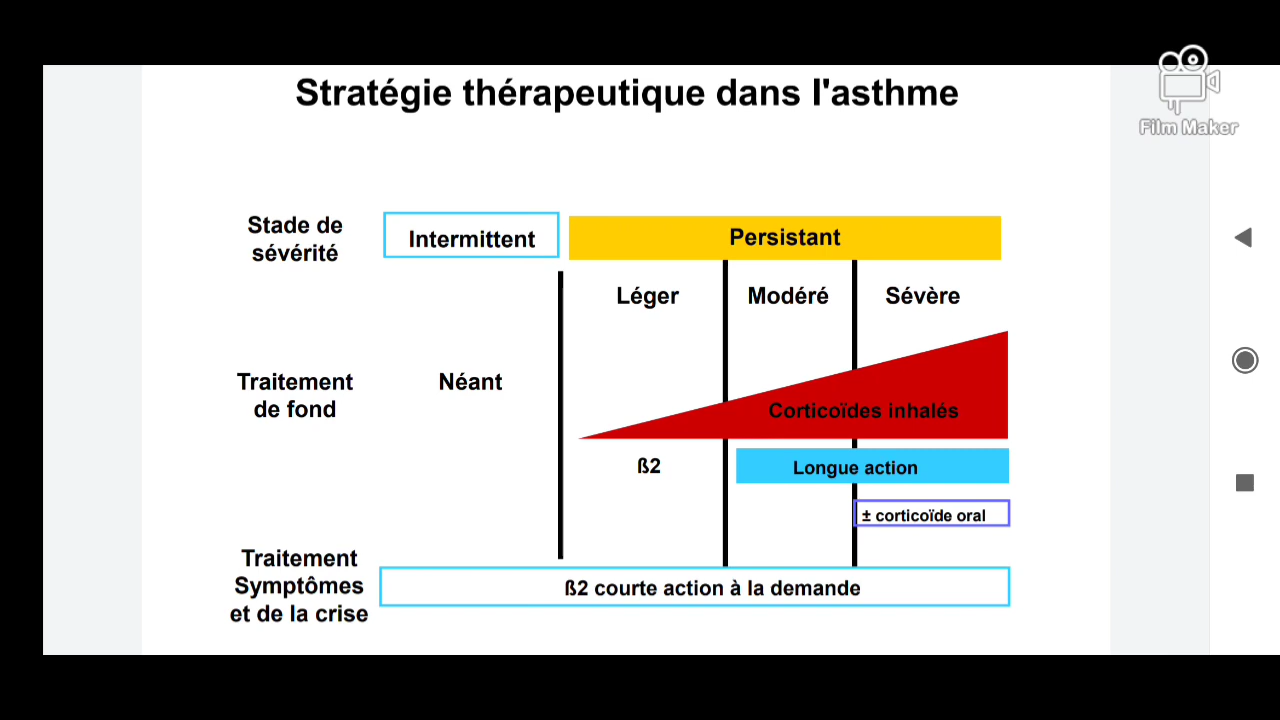 Stratégie thérapeutique dans l'asthme
Film Maker
Stade de
sévérité
Intermittent
Persistant
Léger
Modéré
Sévère
Traitement
de fond
Néant
Corticoïdes inhalés
ß2
Longue action
± corticoïde oral
Traitement
Symptômes
et de la crise
ß2 courte action à la demande